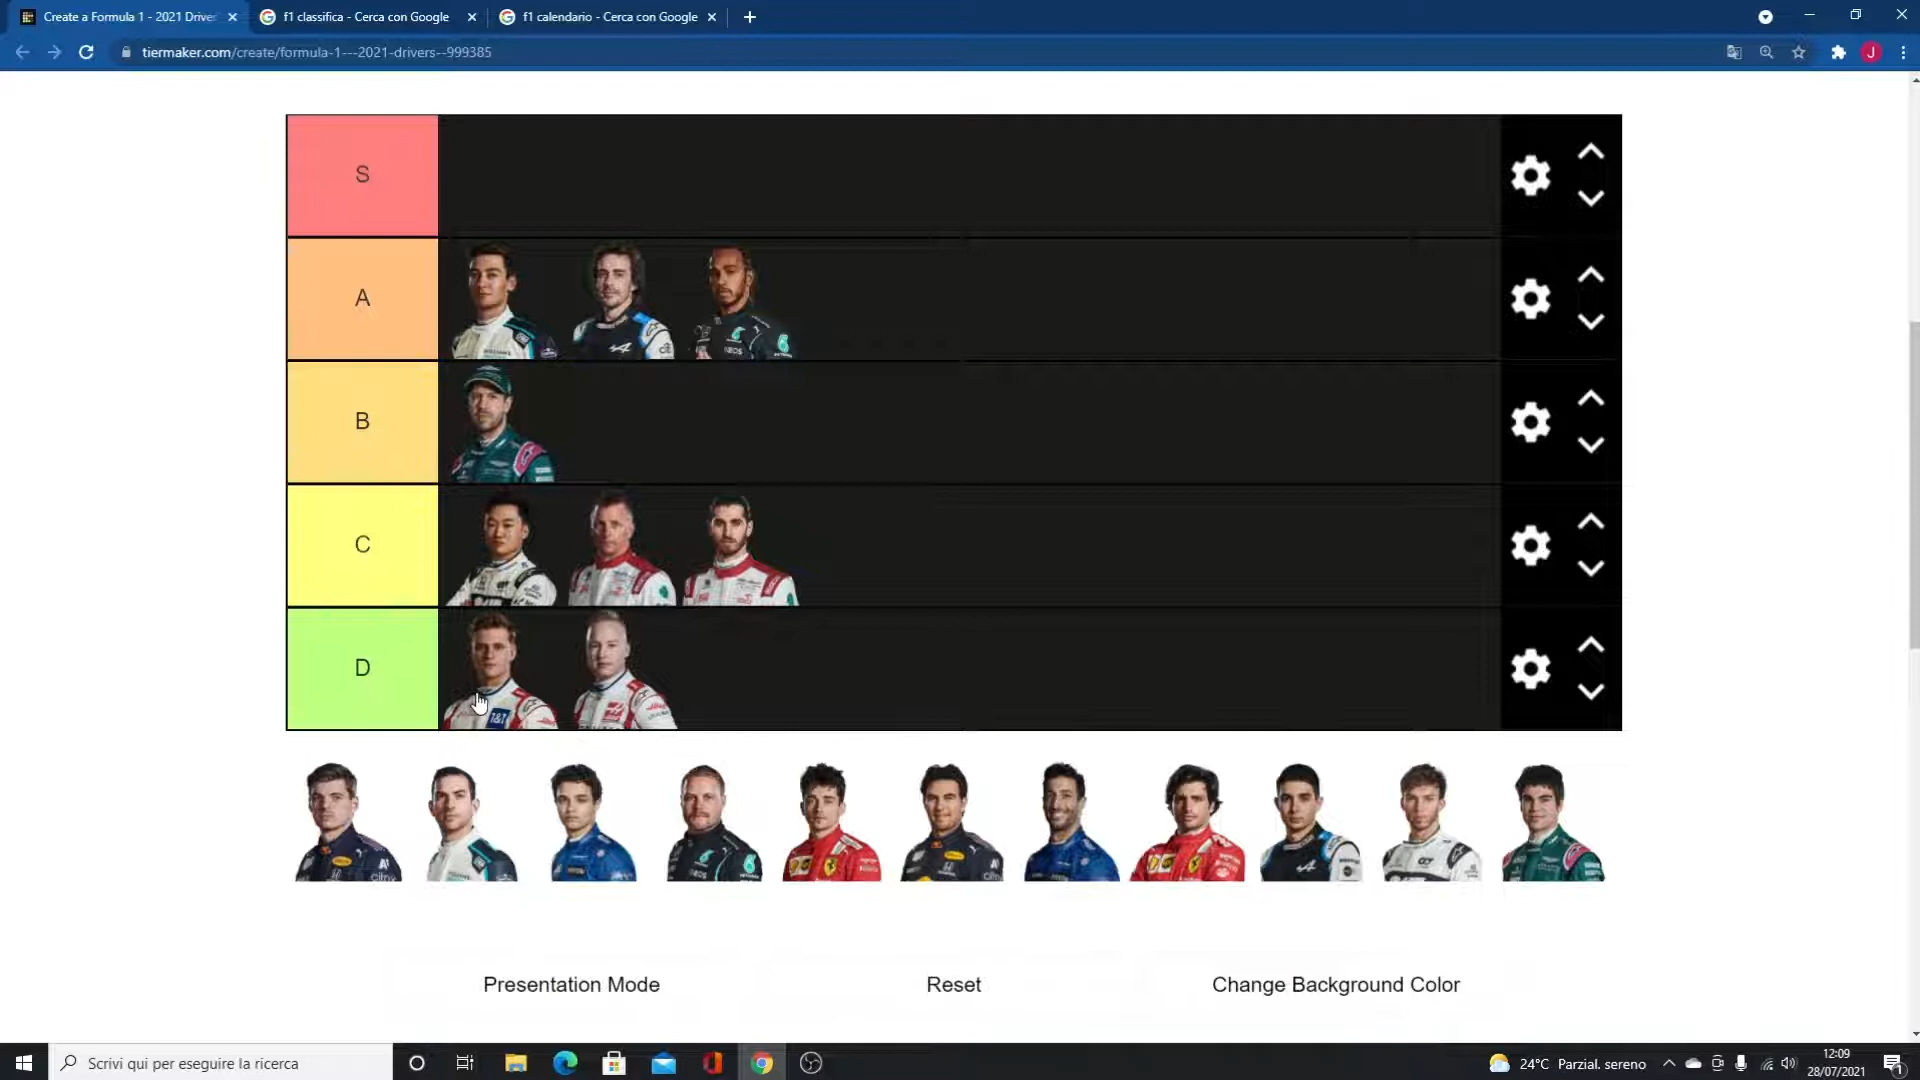 Create a Formula 1 - 2021 Driver
f1 classifica - Cerca con Google
f1 calendario - Cerca con Google
tiermaker.com/create/formula-1---2021-drivers--999385
J
S
A
B
C
D
Presentation Mode
Reset
Change Background Color
Scrivi qui per eseguire la ricerca
24°C Parzial. sereno
12:09
28/07/2021
1